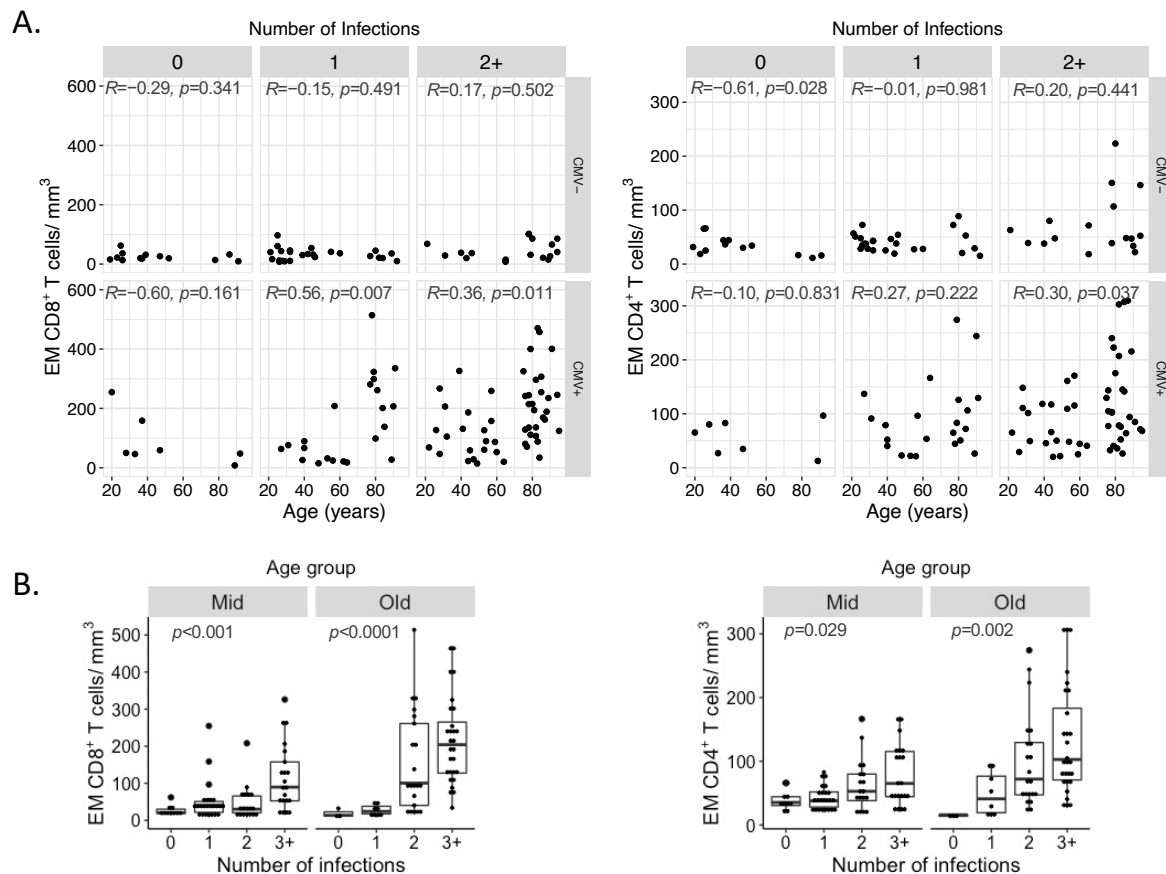 A.
Number of Infections
0 1 2+
R=−0.29, p=0.341 R=−0.15, p=0.491 R=0.17, p=0.502
600
400
200
0
CMV−
R=−0.60, p=0.161 R=0.56, p=0.007 R=0.36, p=0.011
600
400
200
0
CMV+
EM CD8+ T cells/ mm3
20 40 60 80 20 40 60 80 20 40 60 80
Age (years)
Number of Infections
0 1 2+
R=−0.61, p=0.028 R=−0.01, p=0.981 R=0.20, p=0.441
300
200
100
0
CMV−
R=−0.10, p=0.0.831 R=0.27, p=0.222 R=0.30, p=0.037
300
200
100
0
CMV+
EM CD4+ T cells/ mm3
20 40 60 80 20 40 60 80 20 40 60 80
Age (years)
B.
Age group
Mid Old
p<0.001 p<0.0001
500
400
300
200
100
0
EM CD8+ T cells/ mm3
0 1 2 3+ 0 1 2 3+
Number of infections
Age group
Mid Old
p=0.029 p=0.002
300
200
100
0
EM CD4+ T cells/ mm3
0 1 2 3+ 0 1 2 3+
Number of infections